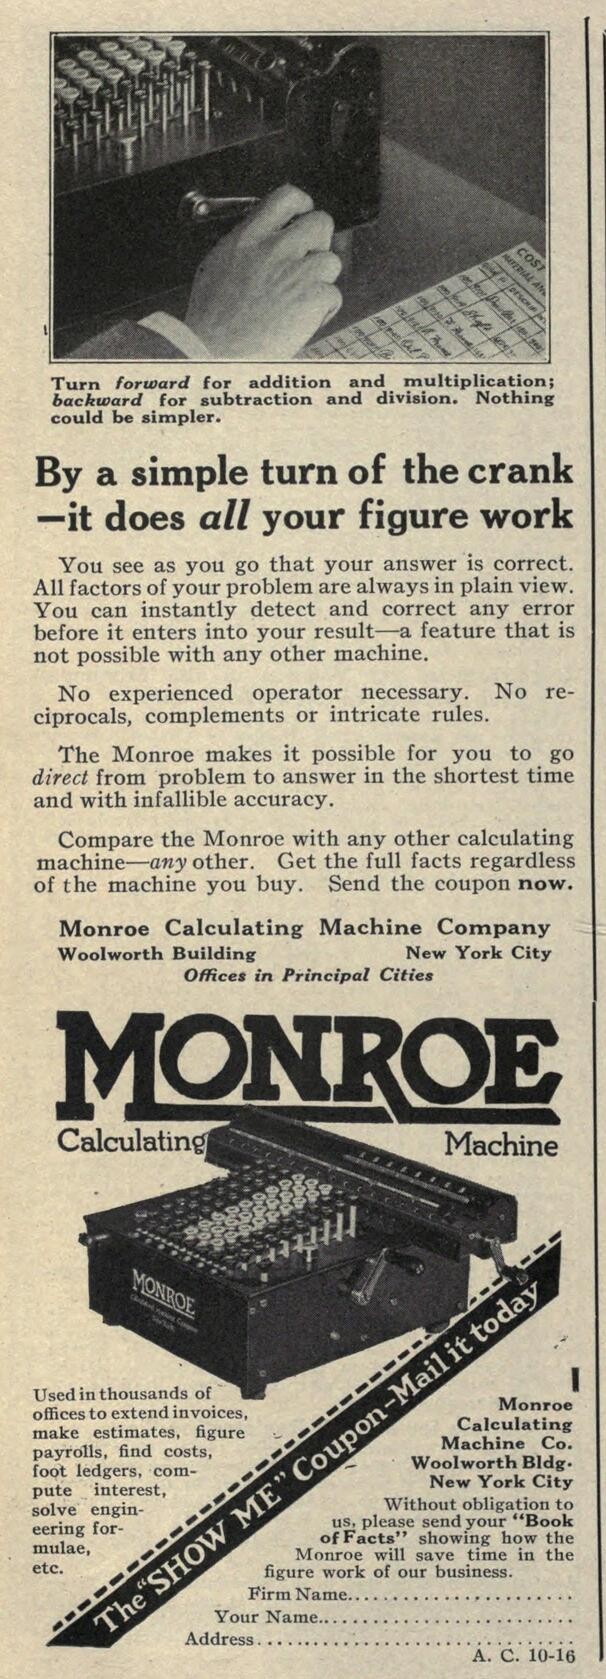 COST
Turn forward for addition and multiplication;
backward for subtraction and division. Nothing
could be simpler.
By a simple turn of the crank
—it does all your figure work
You see as you go that your answer is correct.
All factors of your problem are always in plain view.
You can instantly detect and correct any error
before it enters into your result—a feature that is
not possible with any other machine.
No experienced operator necessary. No re-
ciprocals, complements or intricate rules.
The Monroe makes it possible for you to go
direct from problem to answer in the shortest time
and with infallible accuracy.
Compare the Monroe with any other calculating
machine—any other. Get the full facts regardless
of the machine you buy. Send the coupon now.
Monroe Calculating Machine Company
Woolworth Building New York City
Offices in Principal Cities
MONROE
Calculating Machine
MONROE
The "SHOW ME" Coupon-Mail it today
Used in thousands of
offices to extend invoices,
make estimates, figure
payrolls, find costs,
foot ledgers, com-
pute interest,
solve engin-
eering for-
mulae,
etc.
Monroe
Calculating
Machine Co.
Woolworth Bldg.
New York City
Without obligation to
us, please send your "Book
of Facts" showing how the
Monroe will save time in the
figure work of our business.
Firm Name.......................
Your Name..........................
Address..............................
A. C. 10-16